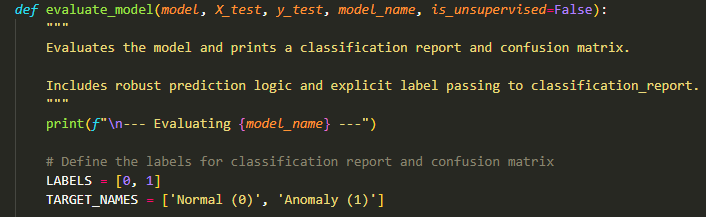 def evaluate_model(model, X_test, y_test, model_name, is_unsupervised=False):
    """
    Evaluates the model and prints a classification report and confusion matrix.

    Includes robust prediction logic and explicit label passing to classification_report.
    """
    print(f"\n--- Evaluating {model_name} ---")

    # Define the labels for classification report and confusion matrix
    LABELS = [0, 1]
    TARGET_NAMES = ['Normal (0)', 'Anomaly (1)']